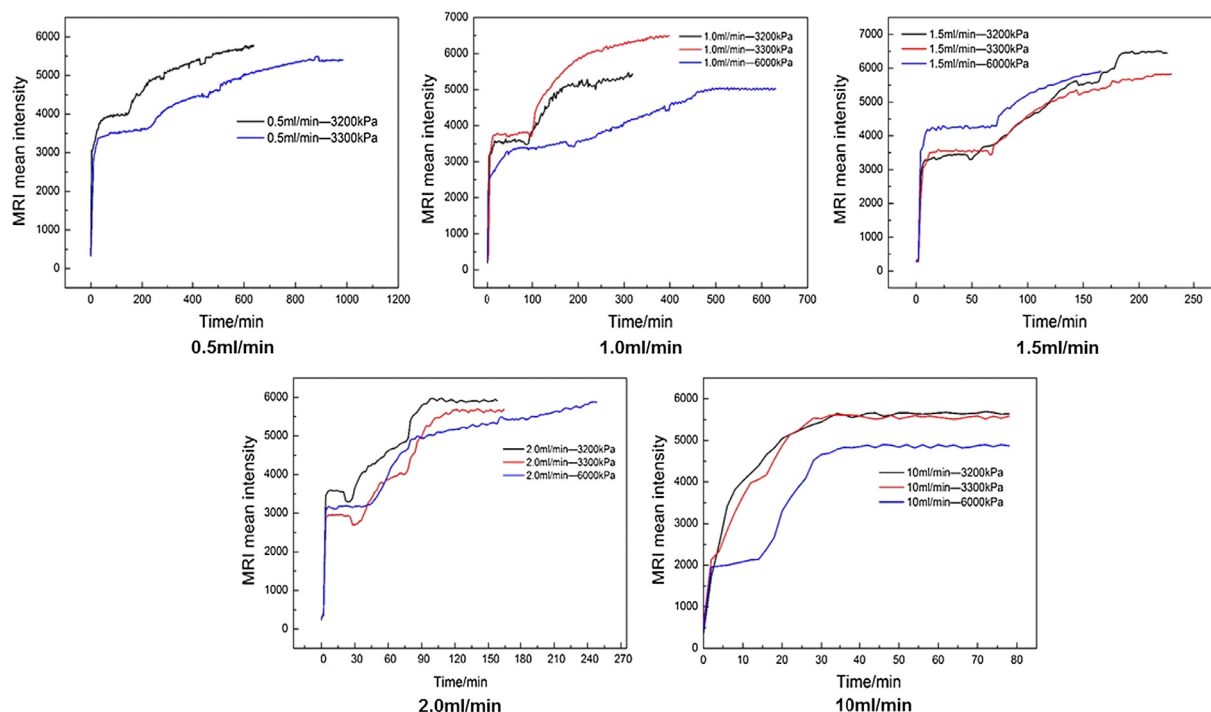 MRI mean intensity
6000
5000
4000
3000
2000
1000
0
0.5ml/min—3200kPa
0.5ml/min—3300kPa
0 200 400 600 800 1000 1200
Time/min
0.5ml/min
MRI mean intensity
7000
6000
5000
4000
3000
2000
1000
0
1.0ml/min—3200kPa
1.0ml/min—3300kPa
1.0ml/min—6000kPa
0 100 200 300 400 500 600 700
Time/min
1.0ml/min
MRI mean intensity
7000
6000
5000
4000
3000
2000
1000
0
1.5ml/min—3200kPa
1.5ml/min—3300kPa
1.5ml/min—6000kPa
0 50 100 150 200 250
Time/min
1.5ml/min
MRI mean intensity
6000
5000
4000
3000
2000
1000
0
2.0ml/min—3200kPa
2.0ml/min—3300kPa
2.0ml/min—6000kPa
0 30 60 90 120 150 180 210 240 270
Time/min
2.0ml/min
MRI mean intensity
6000
5000
4000
3000
2000
1000
0
10ml/min—3200kPa
10ml/min—3300kPa
10ml/min—6000kPa
0 10 20 30 40 50 60 70 80
Time/min
10ml/min